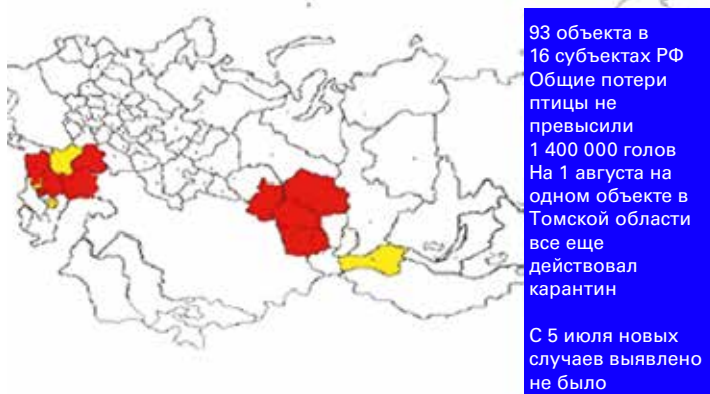 93 объекта в
16 субъектах РФ
Общие потери
птицы не
превысили
1 400 000 голов
На 1 августа на
одном объекте в
Томской области
все еще
действовал
карантин
С 5 июля новых
случаев выявлено
не было